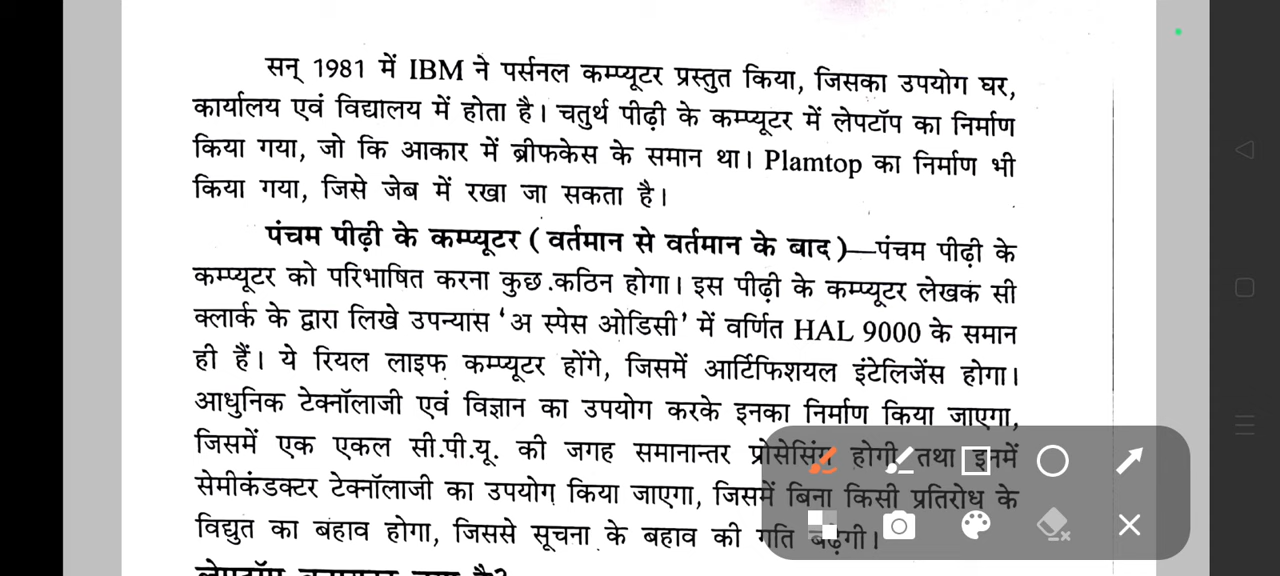 सन् 1981 में IBM ने पर्सनल कम्प्यूटर प्रस्तुत किया, जिसका उपयोग घर,
कार्यालय एवं विद्यालय में होता है। चतुर्थ पीढ़ी के कम्प्यूटर में लेपटॉप का निर्माण
किया गया, जो कि आकार में ब्रीफकेस के समान था। Plamtop का निर्माण भी
किया गया, जिसे जेब में रखा जा सकता है।
पंचम पीढ़ी के कम्प्यूटर (वर्तमान से वर्तमान के बाद)—पंचम पीढ़ी के
कम्प्यूटर को परिभाषित करना कुछ कठिन होगा। इस पीढ़ी के कम्प्यूटर लेखक सी
क्लार्क के द्वारा लिखे उपन्यास ‘अ स्पेस ओडिसी’ में वर्णित HAL 9000 के समान
ही हैं। ये रियल लाइफ कम्प्यूटर होंगे, जिसमें आर्टिफिशयल इंटेलिजेंस होगा।
आधुनिक टेक्नॉलाजी एवं विज्ञान का उपयोग करके इनका निर्माण किया जाएगा,
जिसमें एक एकल सी.पी.यू. की जगह समानान्तर प्रोसेसिंग होगी तथा इनमें
सेमीकंडक्टर टेक्नॉलाजी का उपयोग किया जाएगा, जिसमें बिना किसी प्रतिरोध के
विद्युत का बहाव होगा, जिससे सूचना के बहाव की गति बढ़ेगी।